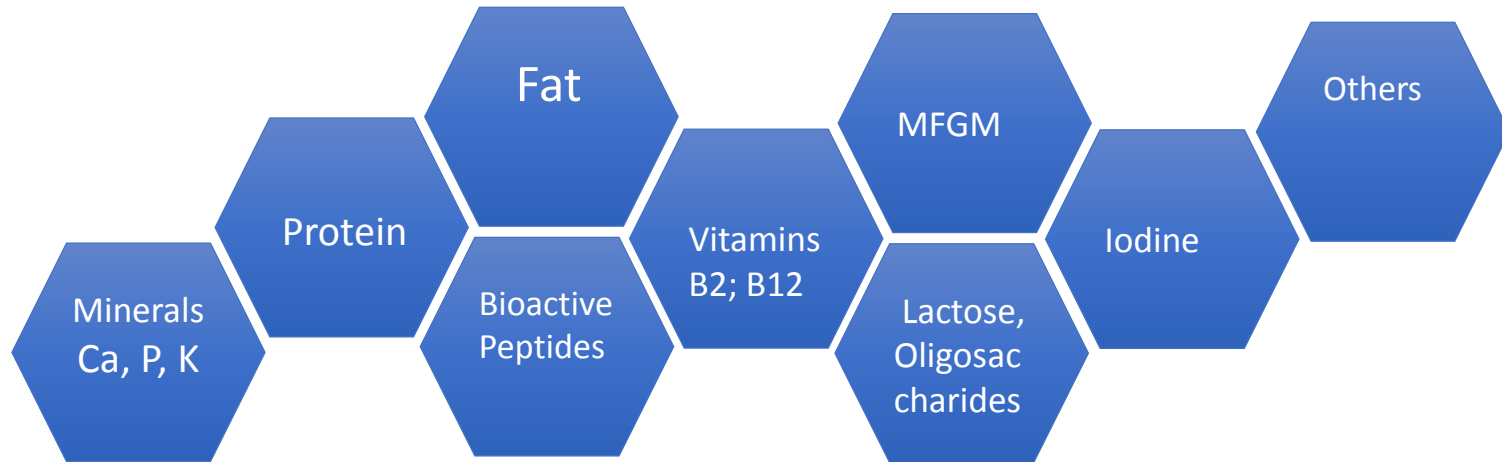 Minerals
Ca, P, K
Protein
Fat
Bioactive
Peptides
Vitamins
B2; B12
MFGM
Lactose,
Oligosac
charides
Iodine
Others